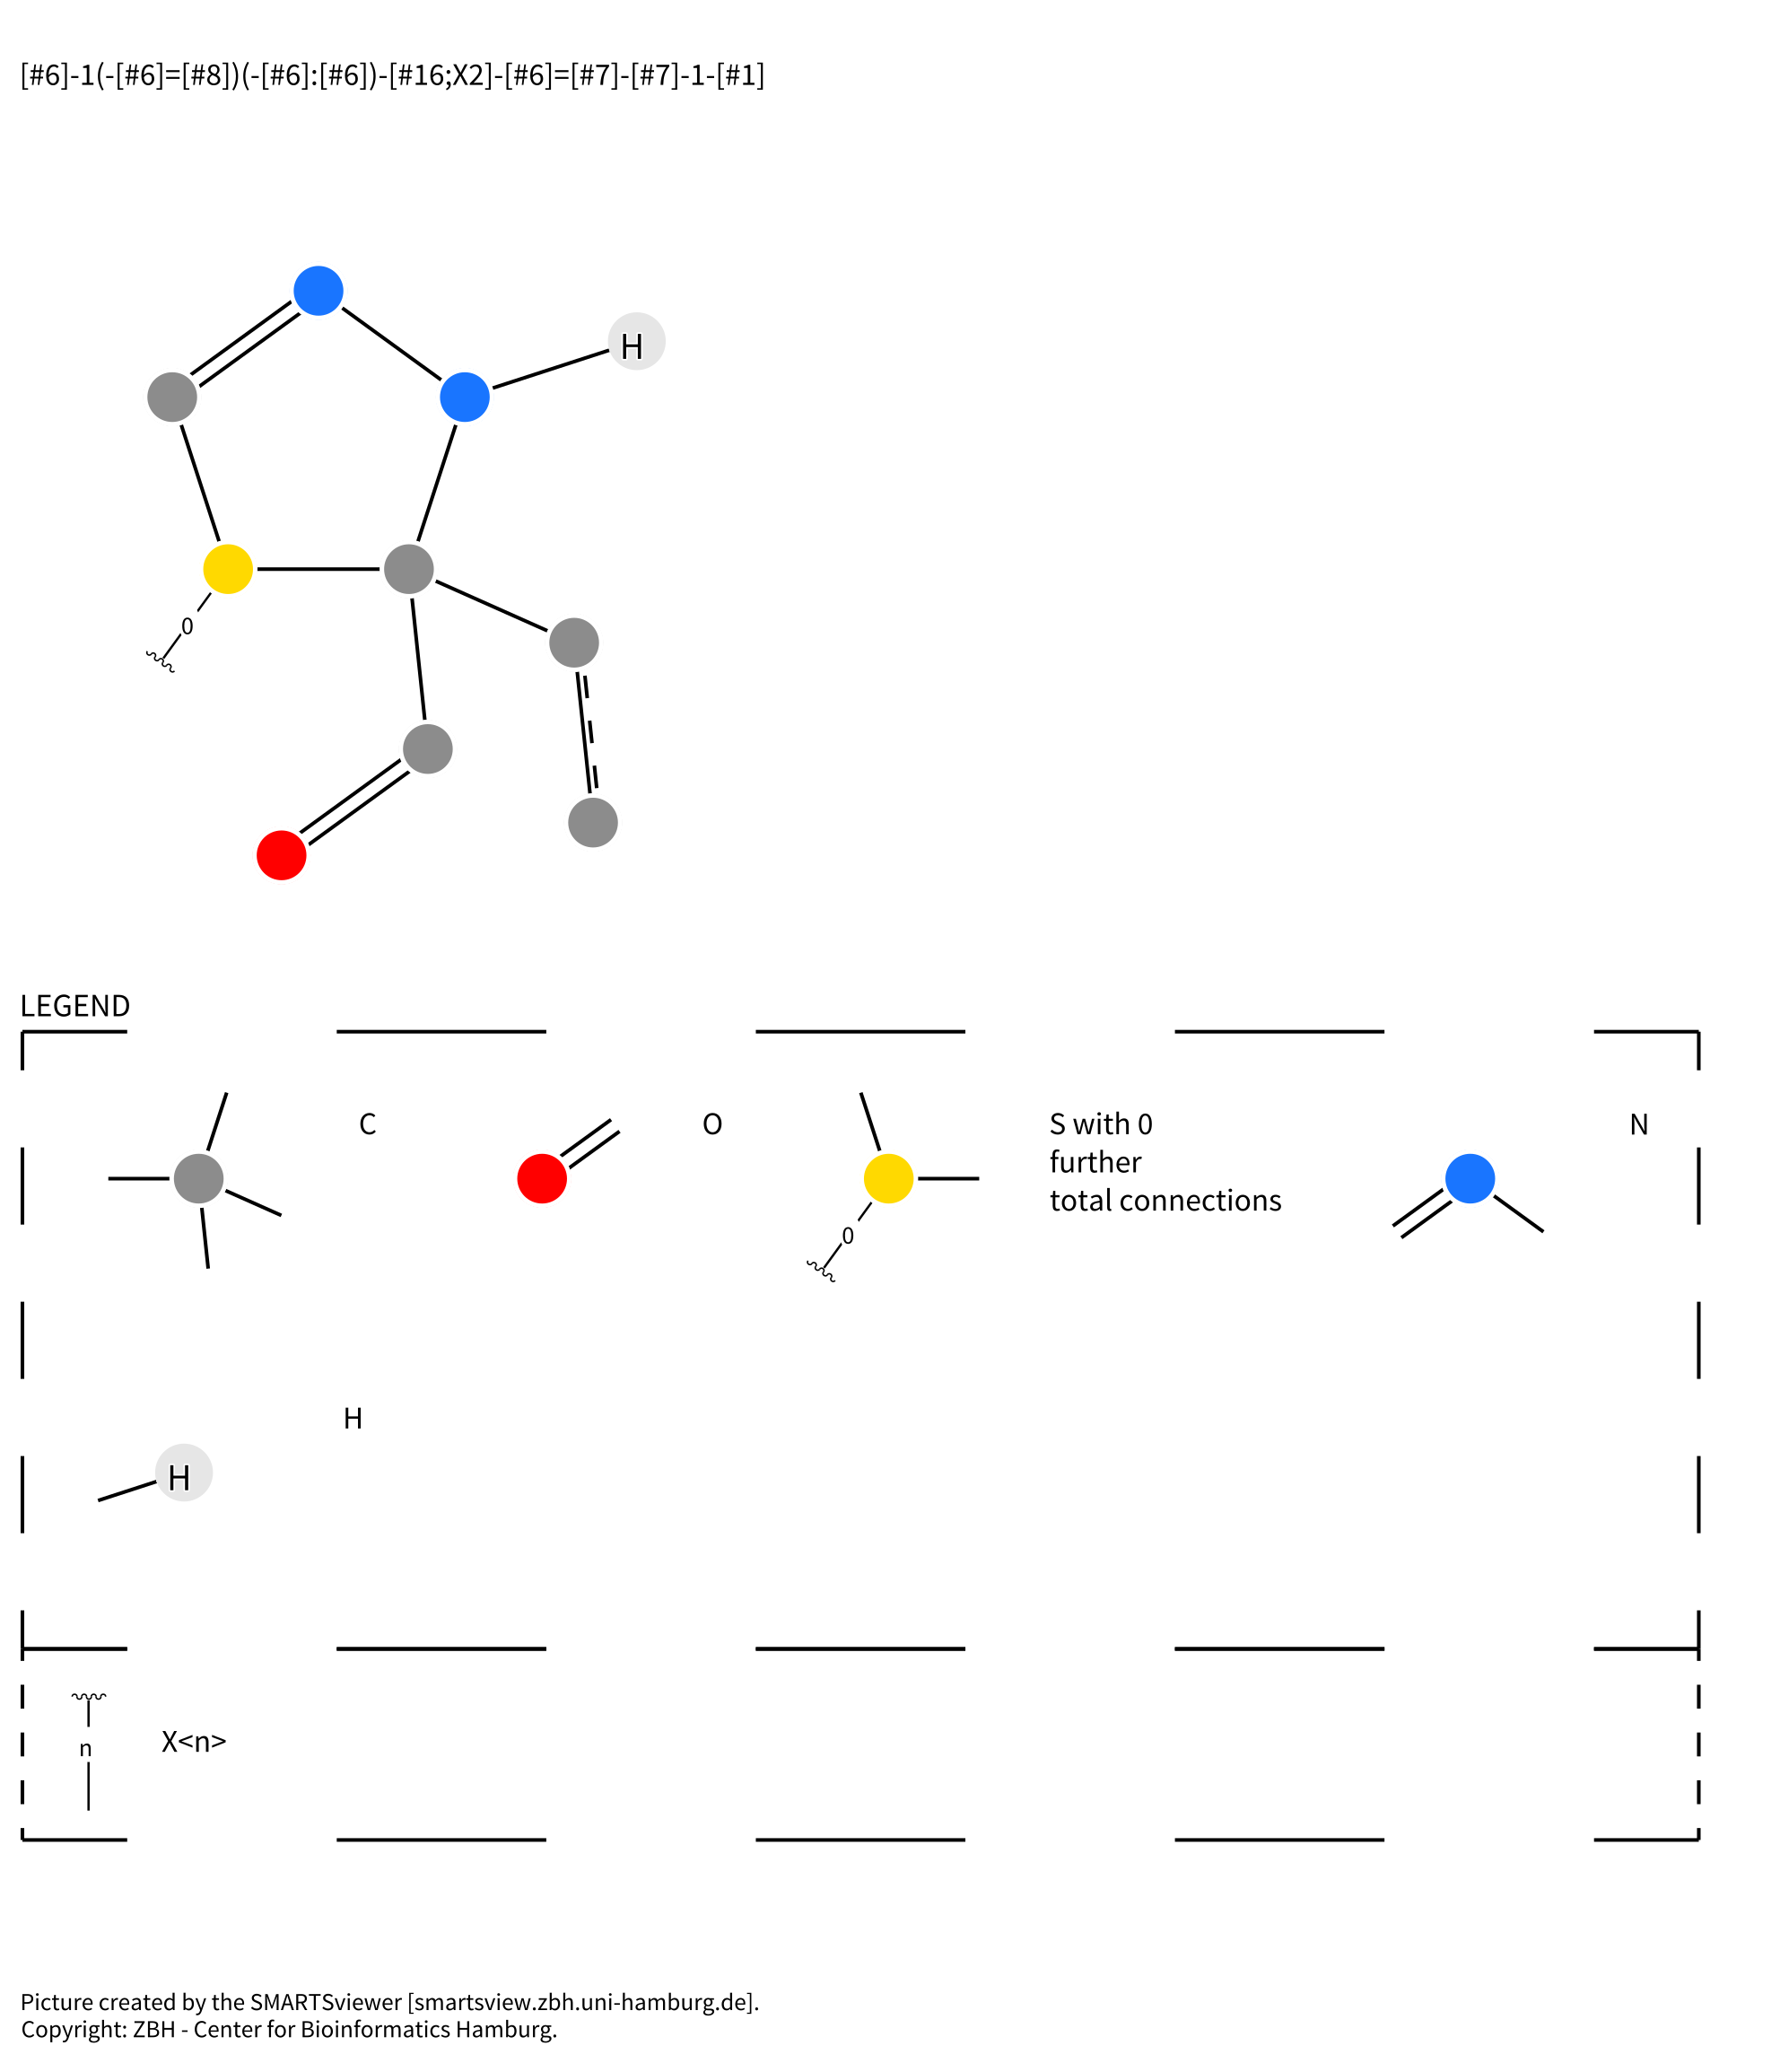 [#6]-1(-[#6]=[#8])(-[#6]:[#6])-[#16;X2]-[#6]=[#7]-[#7]-1-[#1]
H
0
LEGEND
C
O
S with 0
further
total connections
N
0
H
H
n
X<n>
Picture created by the SMARTSviewer [smartsview.zbh.uni-hamburg.de].
Copyright: ZBH - Center for Bioinformatics Hamburg.